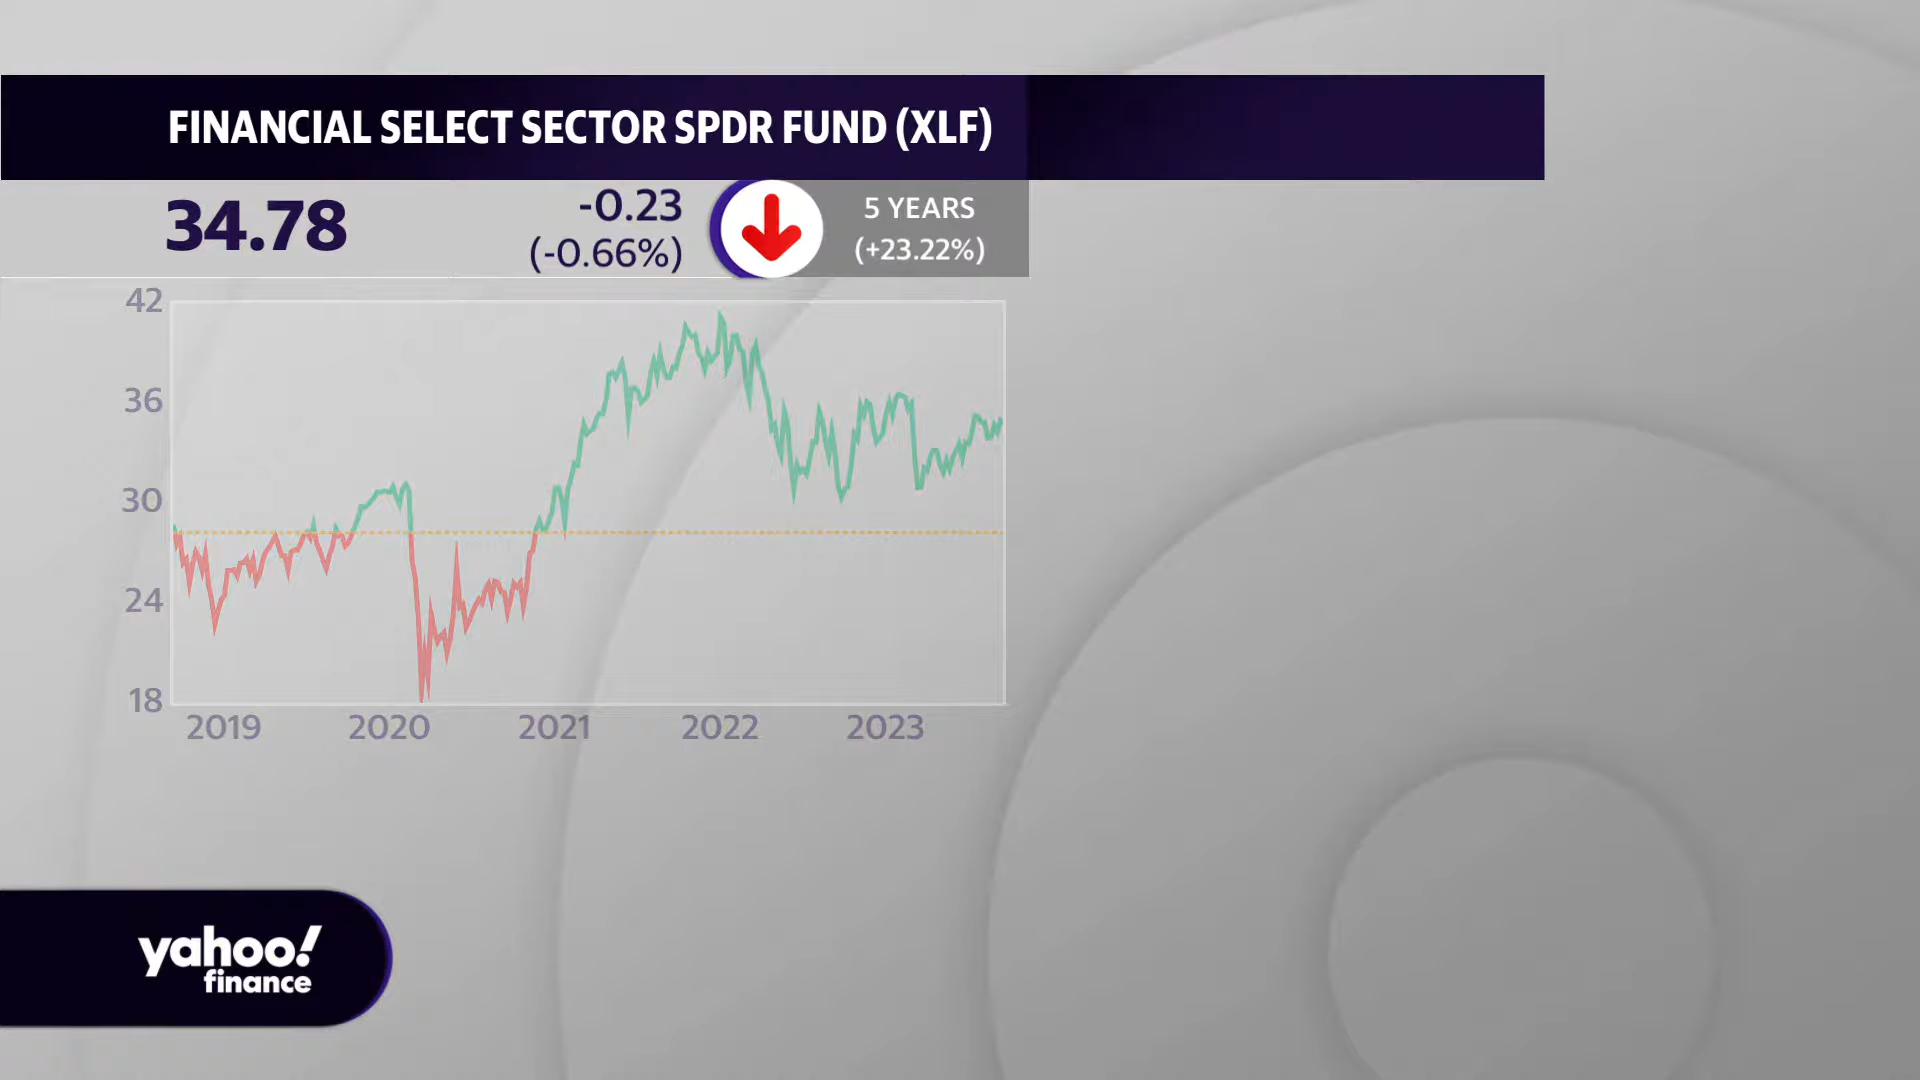 FINANCIAL SELECT SECTOR SPDR FUND (XLF)
34.78
-0.23
(-0.66%)
5 YEARS
(+23.22%)
42
36
30
24
18
2019 2020 2021 2022 2023
yahoo!
finance